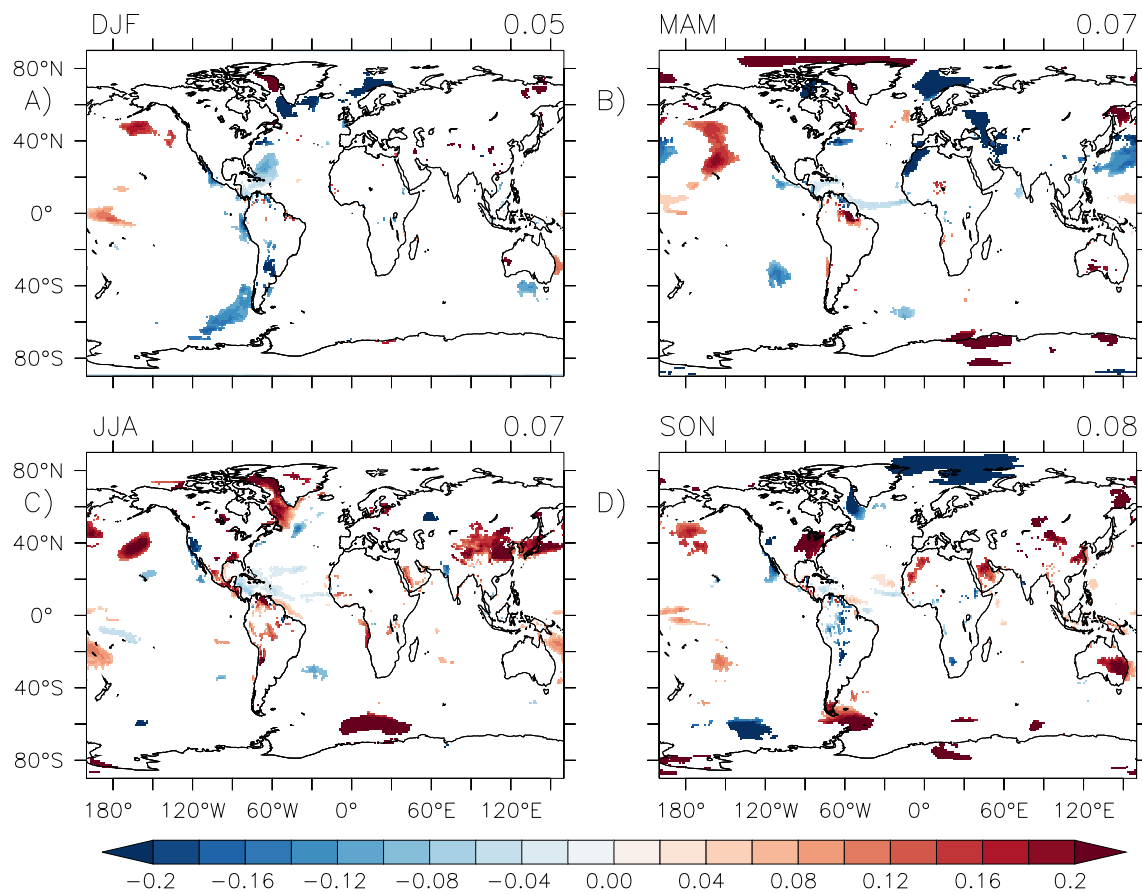 DJF 0.05 MAM 0.07
80°N
A) B)
40°N
0°
40°S
80°S
JJA 0.07 SON 0.08
80°N
C) D)
40°N
0°
40°S
80°S
180° 120°W 60°W 0° 60°E 120°E 180° 120°W 60°W 0° 60°E 120°E
−0.2 −0.16 −0.12 −0.08 −0.04 0.00 0.04 0.08 0.12 0.16 0.2